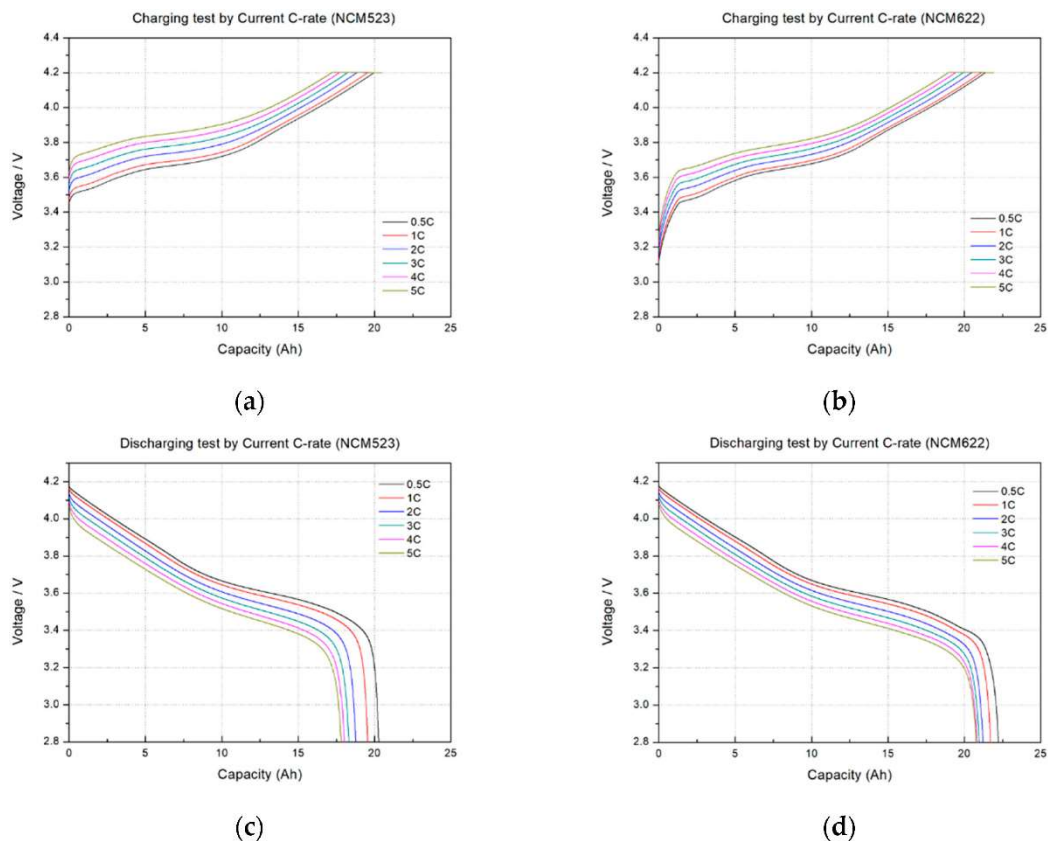 Charging test by Current C-rate (NCM523)
4.4
4.2
4.0
3.8
3.6
3.4
3.2
3.0
2.8
Voltage / V
0.5C
1C
2C
3C
4C
5C
0 5 10 15 20 25
Capacity (Ah)
(a)
Charging test by Current C-rate (NCM622)
4.4
4.2
4.0
3.8
3.6
3.4
3.2
3.0
2.8
Voltage / V
0.5C
1C
2C
3C
4C
5C
0 5 10 15 20 25
Capacity (Ah)
(b)
Discharging test by Current C-rate (NCM523)
4.2
4.0
3.8
3.6
3.4
3.2
3.0
2.8
Voltage / V
0.5C
1C
2C
3C
4C
5C
0 5 10 15 20 25
Capacity (Ah)
(c)
Discharging test by Current C-rate (NCM622)
4.2
4.0
3.8
3.6
3.4
3.2
3.0
2.8
Voltage / V
0.5C
1C
2C
3C
4C
5C
0 5 10 15 20 25
Capacity (Ah)
(d)